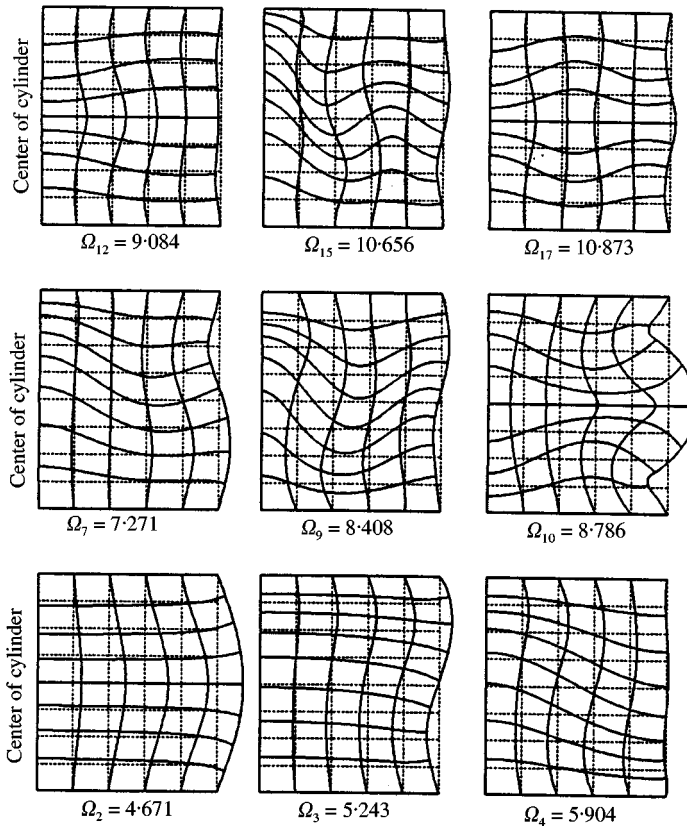 Center of cylinder
Ω12 = 9·084
Ω15 = 10·656
Ω17 = 10·873
Center of cylinder
Ω7 = 7·271
Ω9 = 8·408
Ω10 = 8·786
Center of cylinder
Ω2 = 4·671
Ω3 = 5·243
Ω4 = 5·904